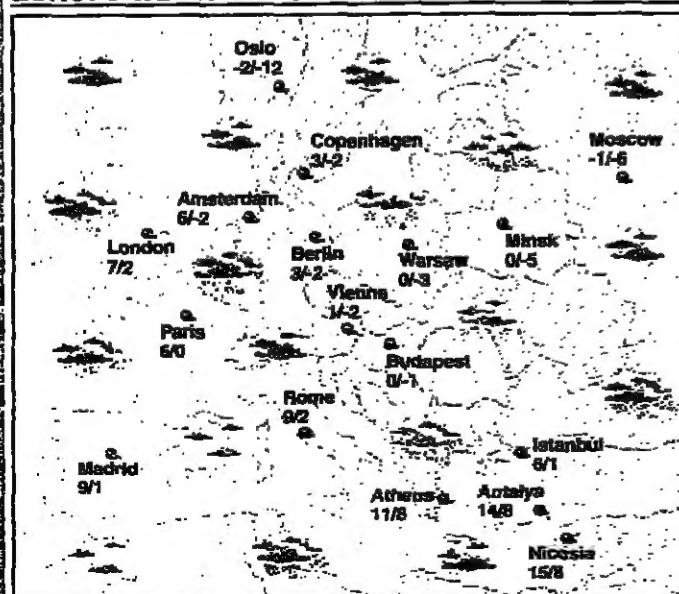 Oslo
-2/-12
Copenhagen
3/-2
Moscow
-1/-6
Amsterdam
6/-2
London
7/2
Berlin
3/-2
Warsaw
0/-3
Minsk
0/-5
Vienna
1/-2
Paris
6/0
Budapest
0/-1
Rome
9/2
Madrid
9/1
Istanbul
6/1
Athens
11/8
Antalya
14/8
Nicosia
15/8